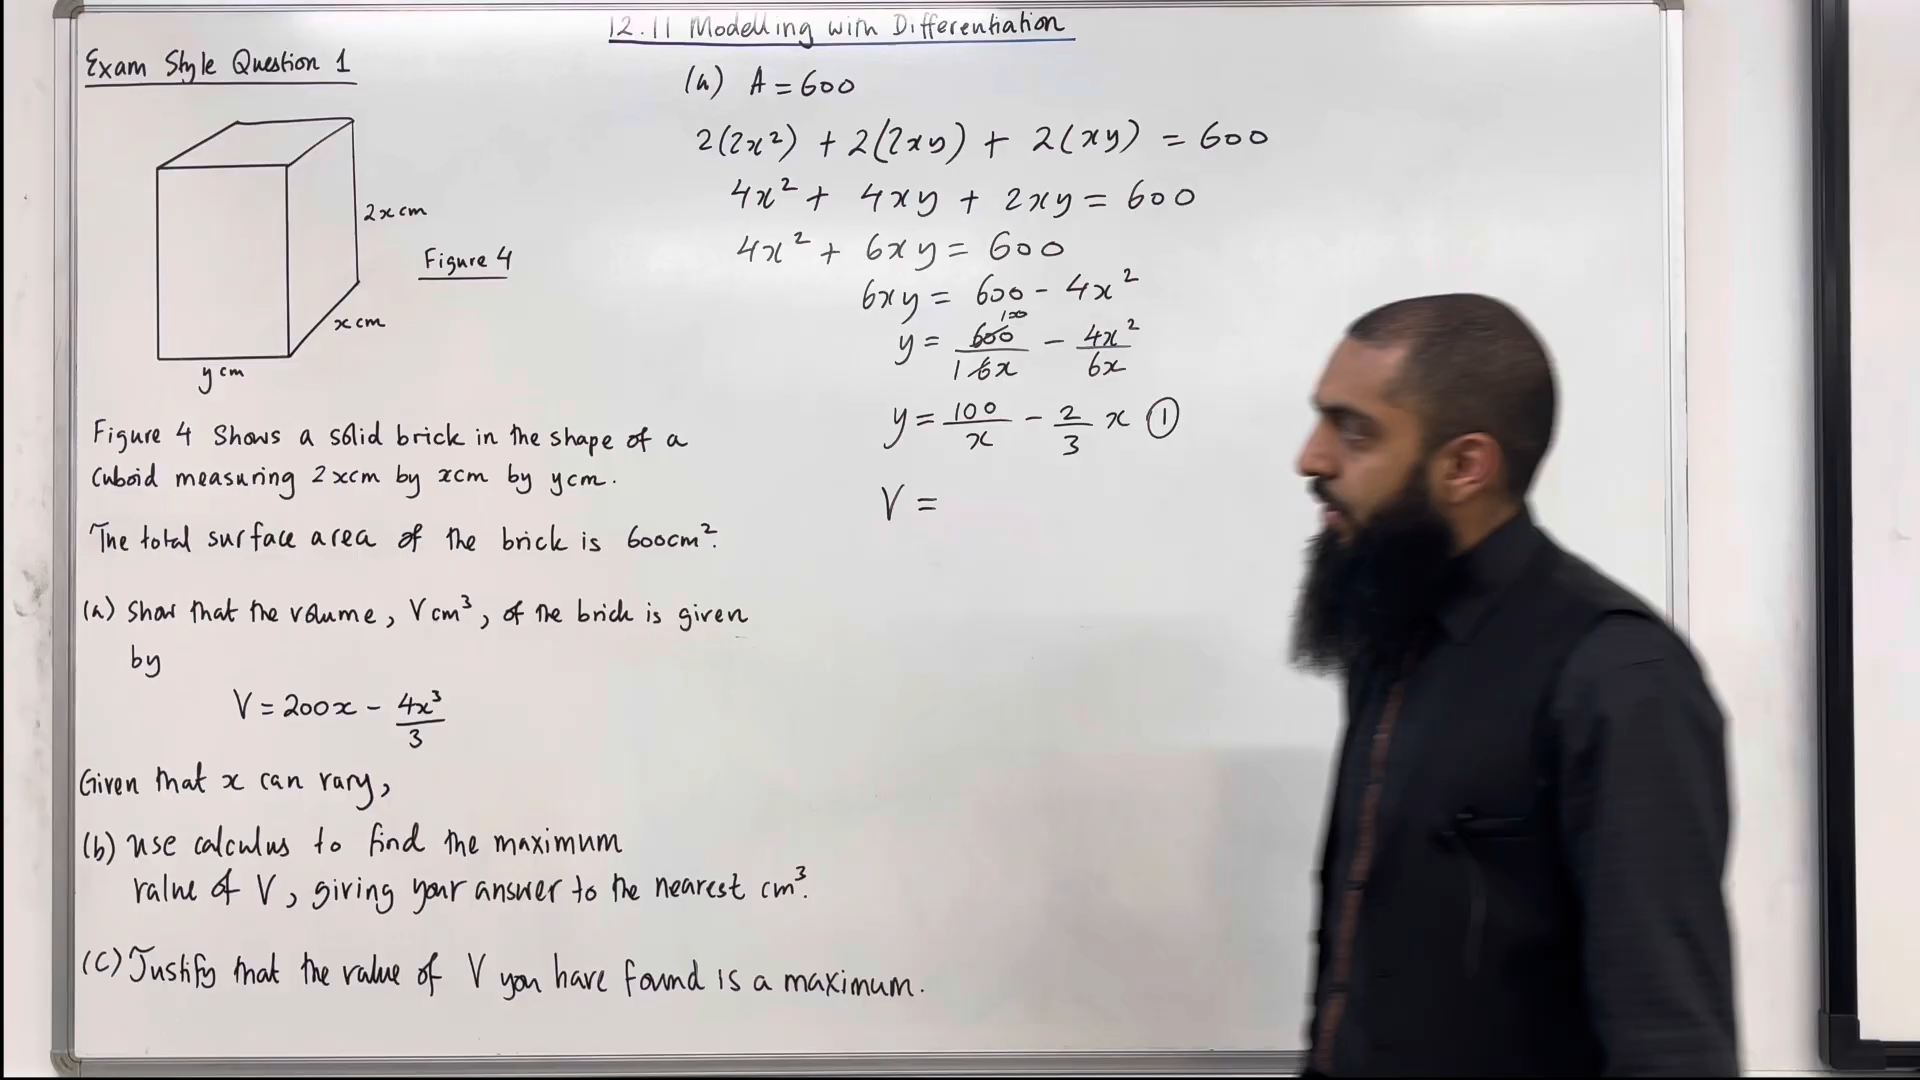 12.11 Modelling with Differentiation
Exam Style Question 1
2x cm
Figure 4
x cm
y cm
Figure 4 Shows a solid brick in the shape of a
cuboid measuring 2xcm by xcm by ycm.
The total surface area of the brick is 600cm².
(a) Show that the volume, V cm³, of the brick is given
by
V = 200x - 4x³/3
Given that x can vary,
(b) use calculus to find the maximum
value of V, giving your answer to the nearest cm³.
(C) Justify that the value of V you have found is a maximum.
(a) A = 600
2(2x²) + 2(2xy) + 2(xy) = 600
4x² + 4xy + 2xy = 600
4x² + 6xy = 600
6xy = 600 - 4x²
100
y = 600/1 6x - 4x²/6x
y = 100/x - 2/3 x ①
V =